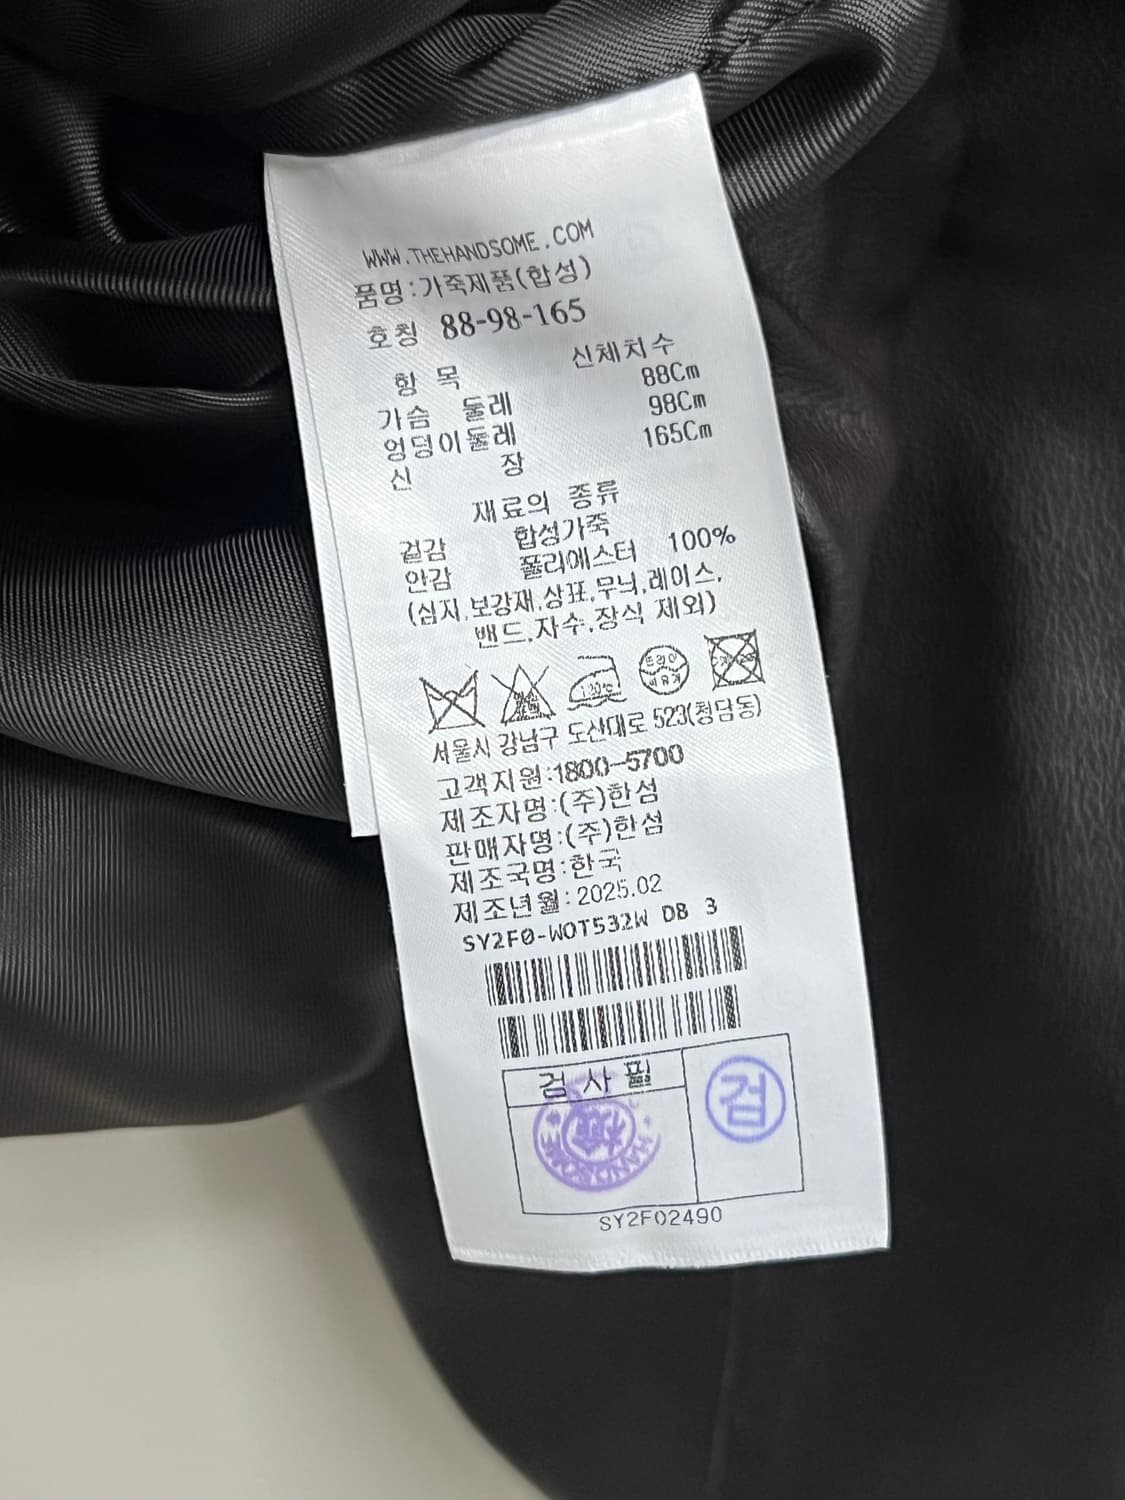 WWW.THEHANDSOME.COM
품명:가죽제품(합성)
호칭 88-98-165
항 목 신체치수
가슴 둘레 88Cm
엉덩이둘레 98Cm
신 장 165Cm
재료의 종류
겉감 합성가죽
안감 폴리에스터 100%
(심지,보강재,상표,무늬,레이스,
밴드,자수,장식 제외)
120℃
드라이
서울시 강남구 도산대로 523(청담동)
고객지원:1800-5700
제조자명:(주)한섬
판매자명:(주)한섬
제조국명:한국
제조년월:2025.02
SY2F0-WOT532W DB 3
검사필
검
HANDSOME
SY2F02490